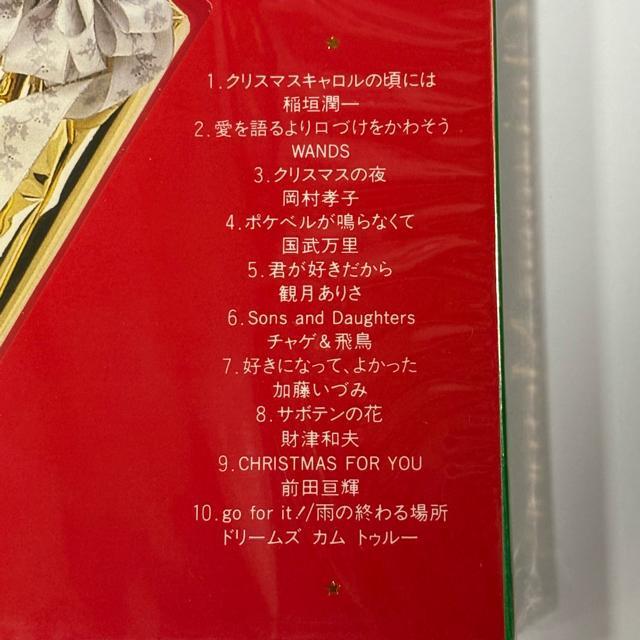 1.クリスマスキャロルの頃には
稲垣潤一
2.愛を語るより口づけをかわそう
WANDS
3.クリスマスの夜
岡村孝子
4.ポケベルが鳴らなくて
国武万里
5.君が好きだから
観月ありさ
6.Sons and Daughters
チャゲ&飛鳥
7.好きになって、よかった
加藤いづみ
8.サボテンの花
財津和夫
9.CHRISTMAS FOR YOU
前田亘輝
10.go for it!//雨の終わる場所
ドリームズ カム トゥルー